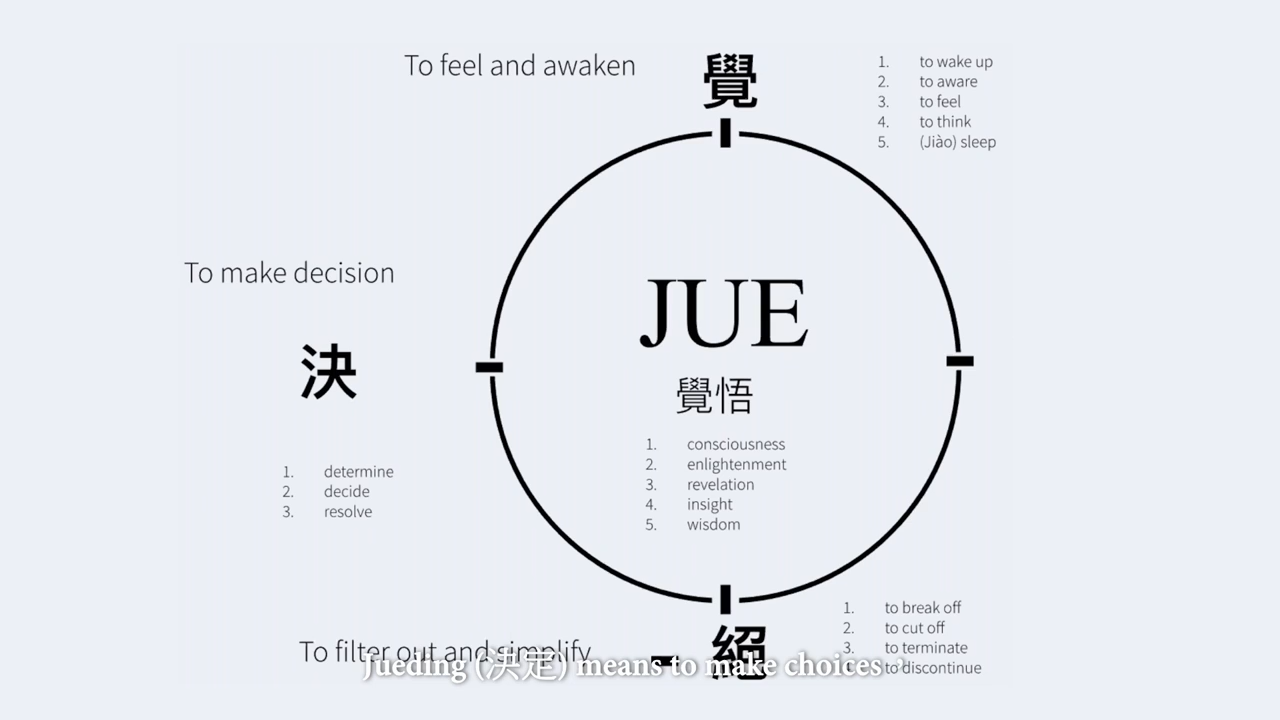 To feel and awaken
覺
1. to wake up
2. to aware
3. to feel
4. to think
5. (Jiào) sleep
To make decision
決
1. determine
2. decide
3. resolve
JUE
覺悟
1. consciousness
2. enlightenment
3. revelation
4. insight
5. wisdom
To filter out and simplify
絕
1. to break off
2. to cut off
3. to terminate
to discontinue
Jueding (決定) means to make choices